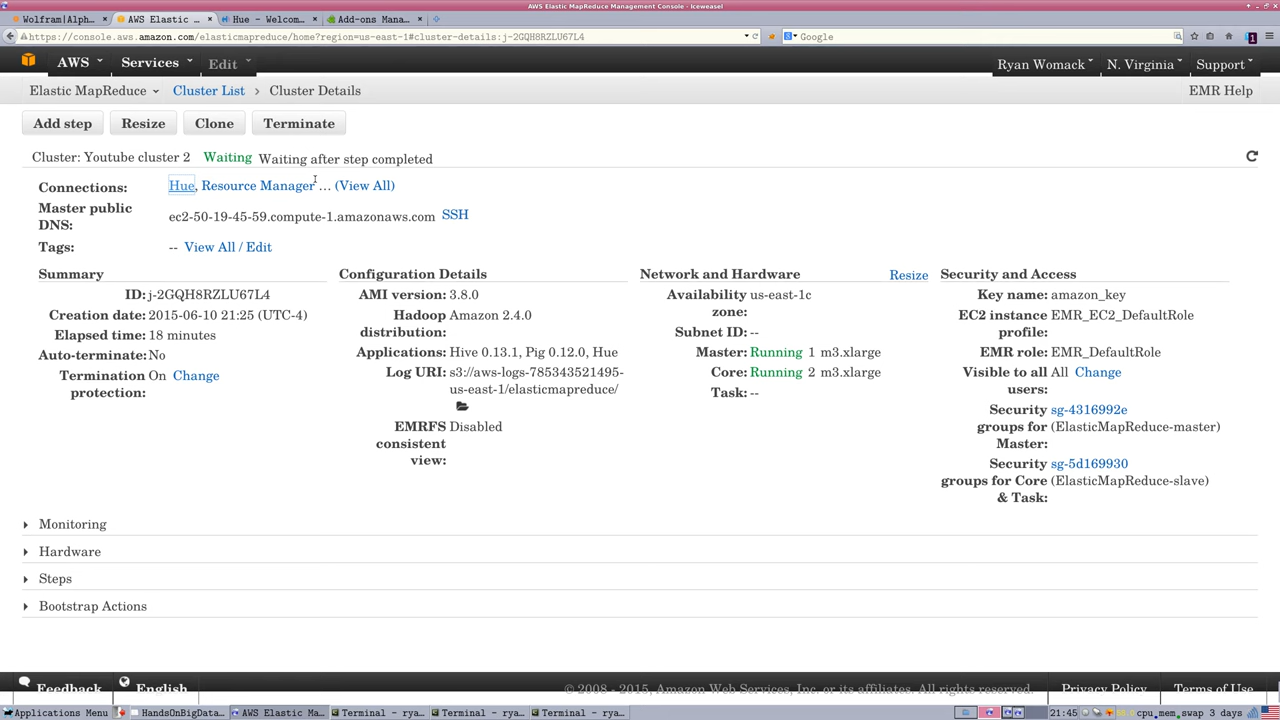 AWS Elastic MapReduce Management Console - Iceweasel
Wolfram|Alph... AWS Elastic ... Hue - Welcom... Add-ons Mana...
https://console.aws.amazon.com/elasticmapreduce/home?region=us-east-1#cluster-details:j-2GQH8RZLU67L4
Google
1
AWS Services Edit Ryan Womack N. Virginia Support
Elastic MapReduce Cluster List > Cluster Details EMR Help
Add step Resize Clone Terminate
Cluster: Youtube cluster 2 Waiting Waiting after step completed
Connections: Hue, Resource Manager ... (View All)
Master public DNS: ec2-50-19-45-59.compute-1.amazonaws.com SSH
Tags: -- View All / Edit
Summary
ID: j-2GQH8RZLU67L4
Creation date: 2015-06-10 21:25 (UTC-4)
Elapsed time: 18 minutes
Auto-terminate: No
Termination On Change
protection:
Configuration Details
AMI version: 3.8.0
Hadoop Amazon 2.4.0
distribution:
Applications: Hive 0.13.1, Pig 0.12.0, Hue
Log URI: s3://aws-logs-785343521495-
us-east-1/elasticmapreduce/
EMRFS Disabled
consistent
view:
Network and Hardware Resize
Availability us-east-1c
zone:
Subnet ID: --
Master: Running 1 m3.xlarge
Core: Running 2 m3.xlarge
Task: --
Security and Access
Key name: amazon_key
EC2 instance EMR_EC2_DefaultRole
profile:
EMR role: EMR_DefaultRole
Visible to all All Change
users:
Security sg-4316992e
groups for (ElasticMapReduce-master)
Master:
Security sg-5d169930
groups for Core (ElasticMapReduce-slave)
& Task:
Monitoring
Hardware
Steps
Bootstrap Actions
Feedback English © 2008 - 2015, Amazon Web Services, Inc. or its affiliates. All rights reserved. Privacy Policy Terms of Use
Applications Menu HandsOnBigData... AWS Elastic Ma... Terminal - rya... Terminal - rya... Terminal - rya... 21:45 cpu mem swap 3 days